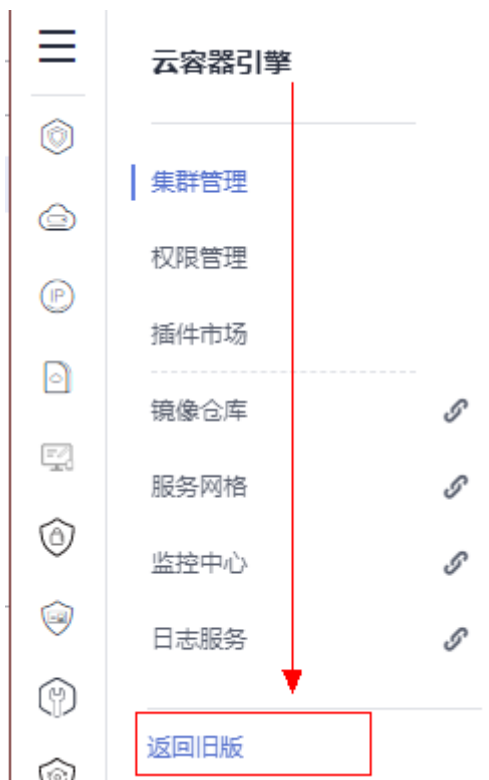 云容器引擎
集群管理
权限管理
插件市场
镜像仓库
服务网格
监控中心
日志服务
返回旧版
IP